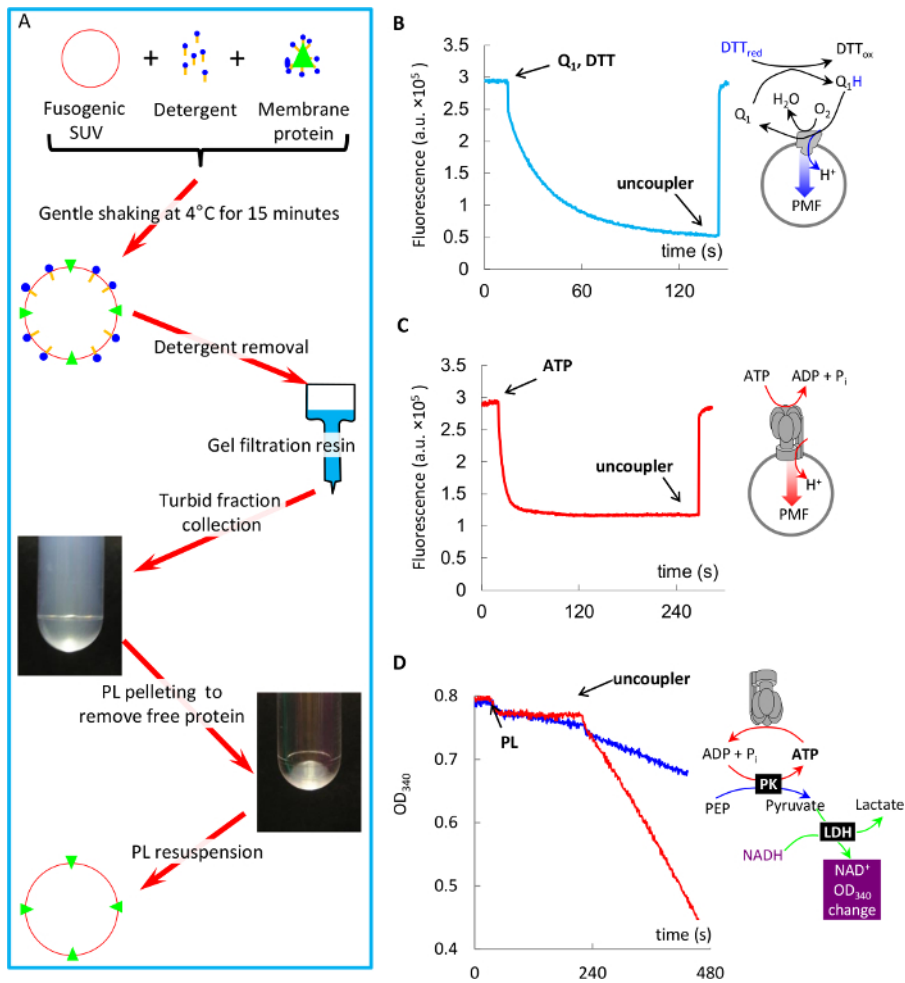 A
+
+
Fusogenic
SUV
Detergent
Membrane
protein
Gentle shaking at 4°C for 15 minutes
Detergent removal
Gel filtration resin
Turbid fraction
collection
PL pelleting to
remove free protein
PL resuspension
B
Fluorescence (a.u. ×10⁵ )
3.5
3
2.5
2
1.5
1
0.5
0
Q₁, DTT
uncoupler
time (s)
0
60
120
DTTred
DTTox
Q₁H
H₂O
O₂
Q₁
H⁺
PMF
C
Fluorescence (a.u. ×10⁵ )
3.5
3
2.5
2
1.5
1
0.5
0
ATP
uncoupler
time (s)
0
120
240
ATP
ADP + Pᵢ
H⁺
PMF
D
OD₃₄₀
0.8
0.7
0.6
0.5
0.4
PL
uncoupler
time (s)
0
240
480
ADP + Pᵢ
ATP
PK
PEP
Pyruvate
Lactate
LDH
NADH
NAD⁺
OD₃₄₀
change